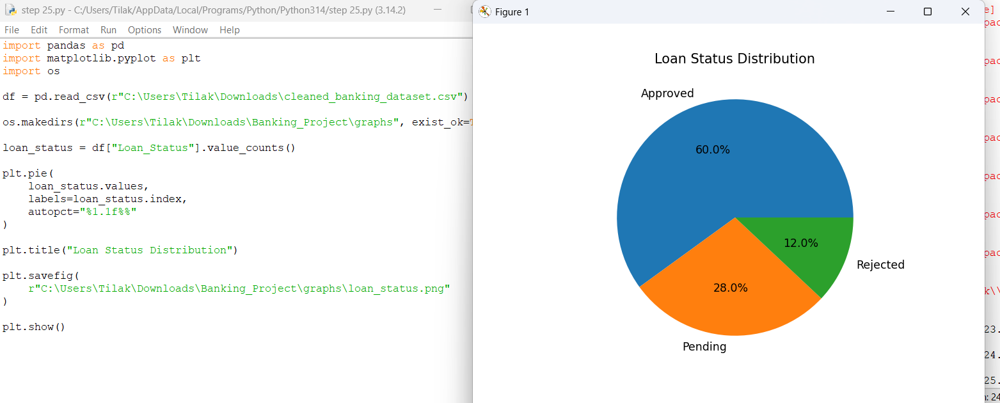 step 25.py - C:/Users/Tilak/AppData/Local/Programs/Python/Python314/step 25.py (3.14.2)
File Edit Format Run Options Window Help
import pandas as pd
import matplotlib.pyplot as plt
import os
df = pd.read_csv(r"C:\Users\Tilak\Downloads\cleaned_banking_dataset.csv")
os.makedirs(r"C:\Users\Tilak\Downloads\Banking_Project\graphs", exist_ok=
loan_status = df["Loan_Status"].value_counts()
plt.pie(
    loan_status.values,
    labels=loan_status.index,
    autopct="%1.1f%%"
)
plt.title("Loan Status Distribution")
plt.savefig(
    r"C:\Users\Tilak\Downloads\Banking_Project\graphs\loan_status.png"
)
plt.show()
Figure 1
Loan Status Distribution
Approved
60.0%
12.0%
Rejected
28.0%
Pending
e]
pac
pac
pac
pac
pac
pac
pac
k\\
23.
24.
25.
: 24